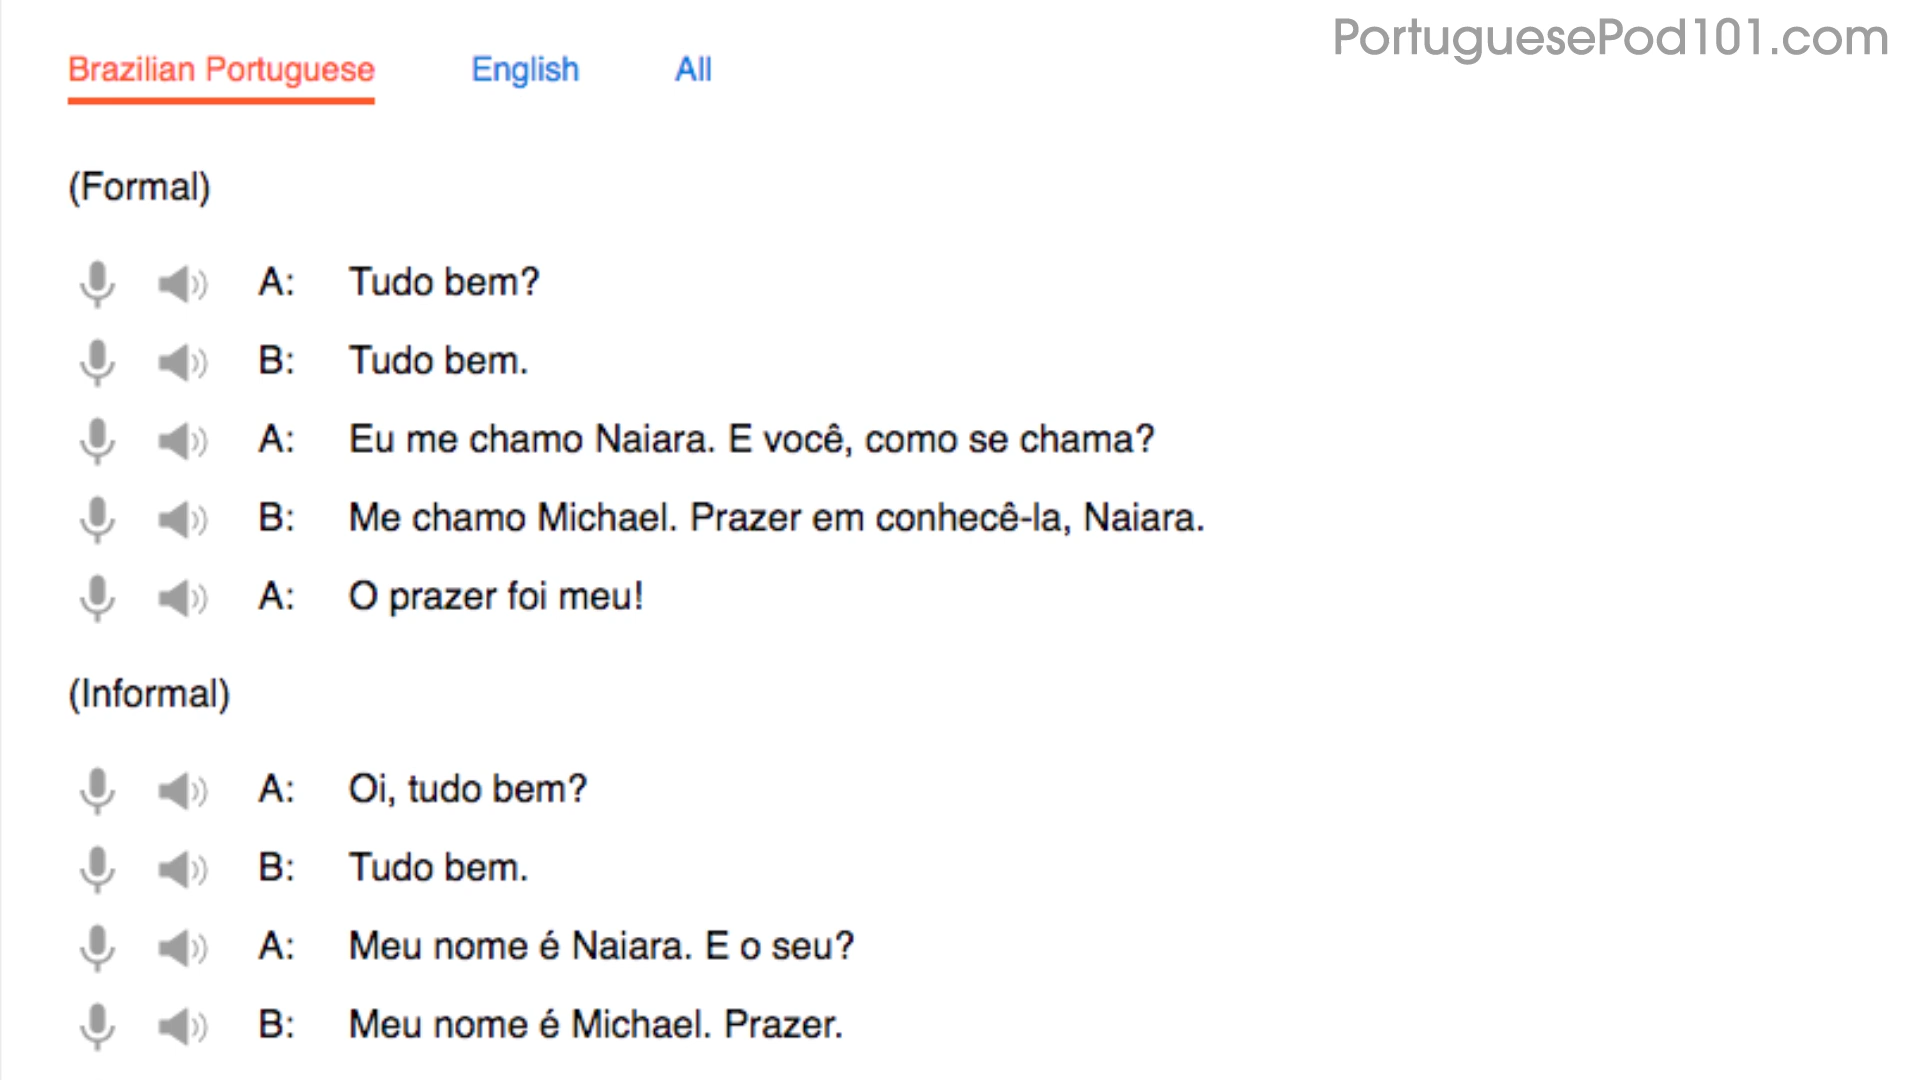 PortuguesePod101.com
Brazilian Portuguese English All
(Formal)
A: Tudo bem?
B: Tudo bem.
A: Eu me chamo Naiara. E você, como se chama?
B: Me chamo Michael. Prazer em conhecê-la, Naiara.
A: O prazer foi meu!
(Informal)
A: Oi, tudo bem?
B: Tudo bem.
A: Meu nome é Naiara. E o seu?
B: Meu nome é Michael. Prazer.